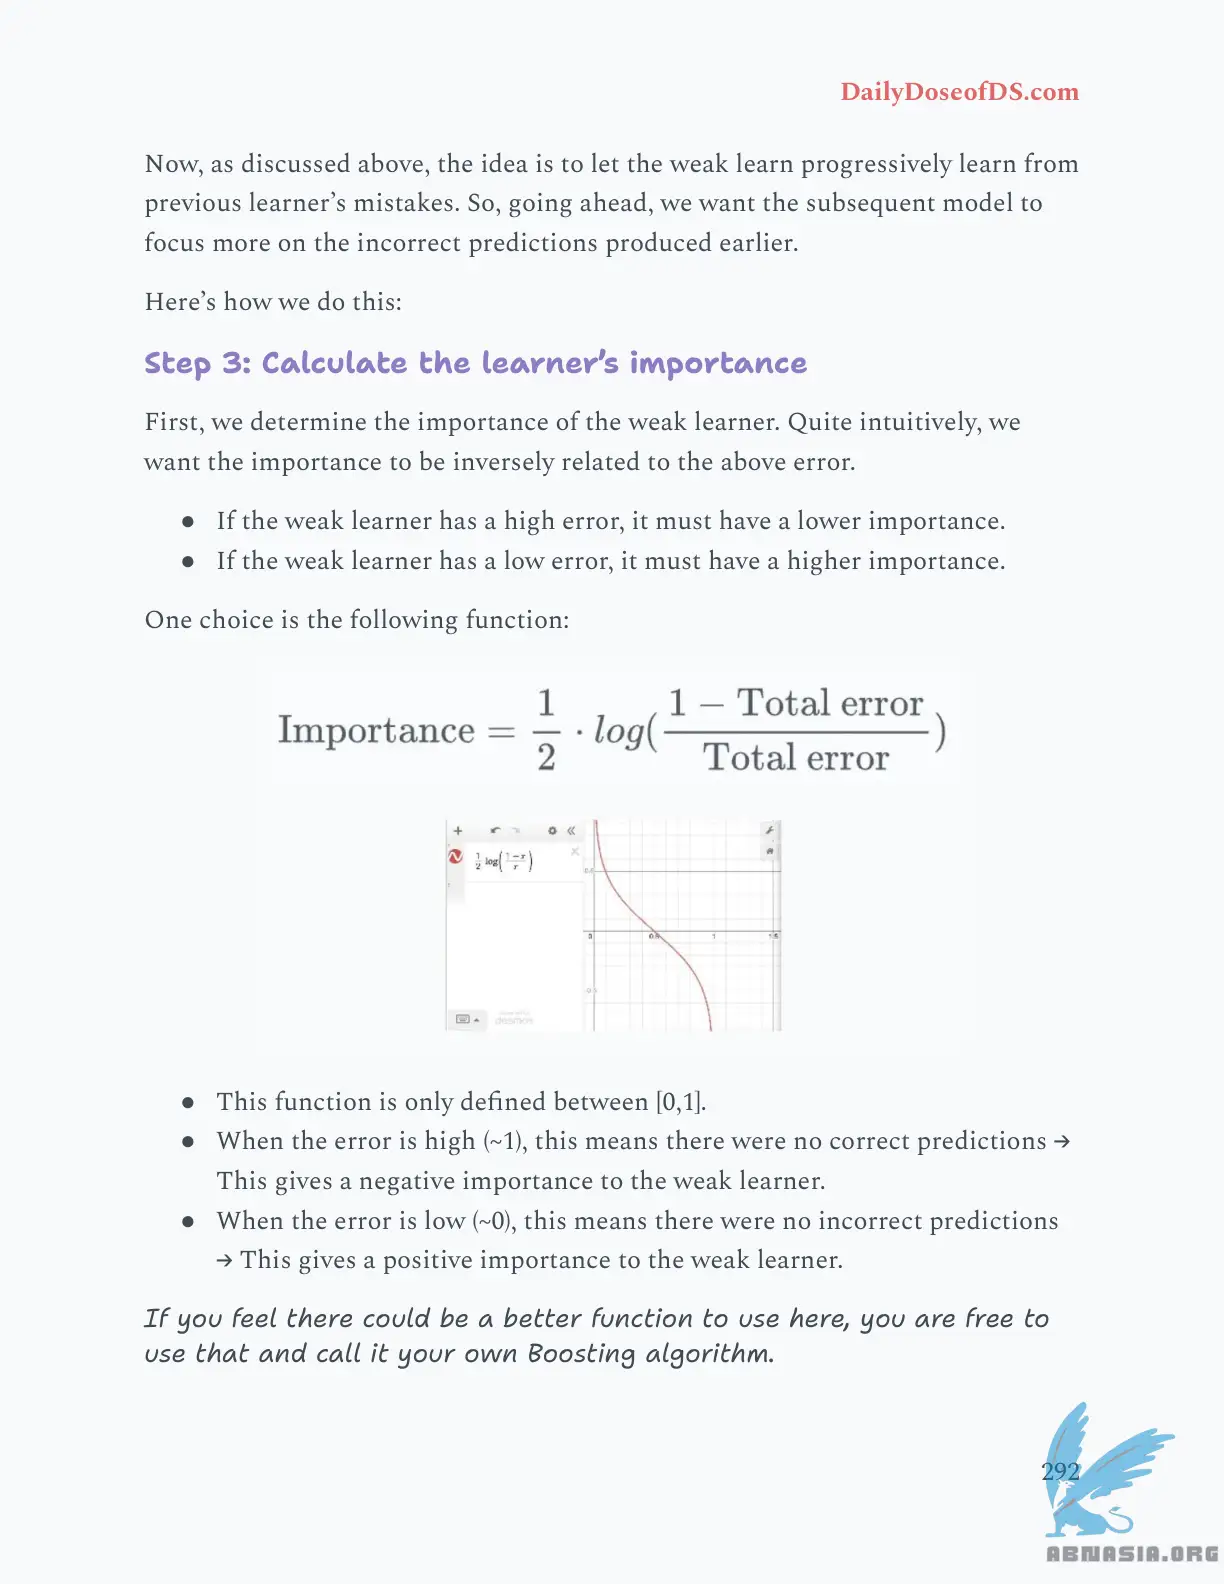 DailyDoseofDS.com
Now, as discussed above, the idea is to let the weak learn progressively learn from
previous learner’s mistakes. So, going ahead, we want the subsequent model to
focus more on the incorrect predictions produced earlier.
Here’s how we do this:
Step 3: Calculate the learner’s importance
First, we determine the importance of the weak learner. Quite intuitively, we
want the importance to be inversely related to the above error.
● If the weak learner has a high error, it must have a lower importance.
● If the weak learner has a low error, it must have a higher importance.
One choice is the following function:
Importance = 1/2 · log(1 − Total error / Total error)
1/2 log(1−x / x)
0.5
0 0.5 1 1.5
desmos
● This function is only defined between [0,1].
● When the error is high (~1), this means there were no correct predictions →
This gives a negative importance to the weak learner.
● When the error is low (~0), this means there were no incorrect predictions
→ This gives a positive importance to the weak learner.
If you feel there could be a better function to use here, you are free to
use that and call it your own Boosting algorithm.
292
ABNASIA.ORG